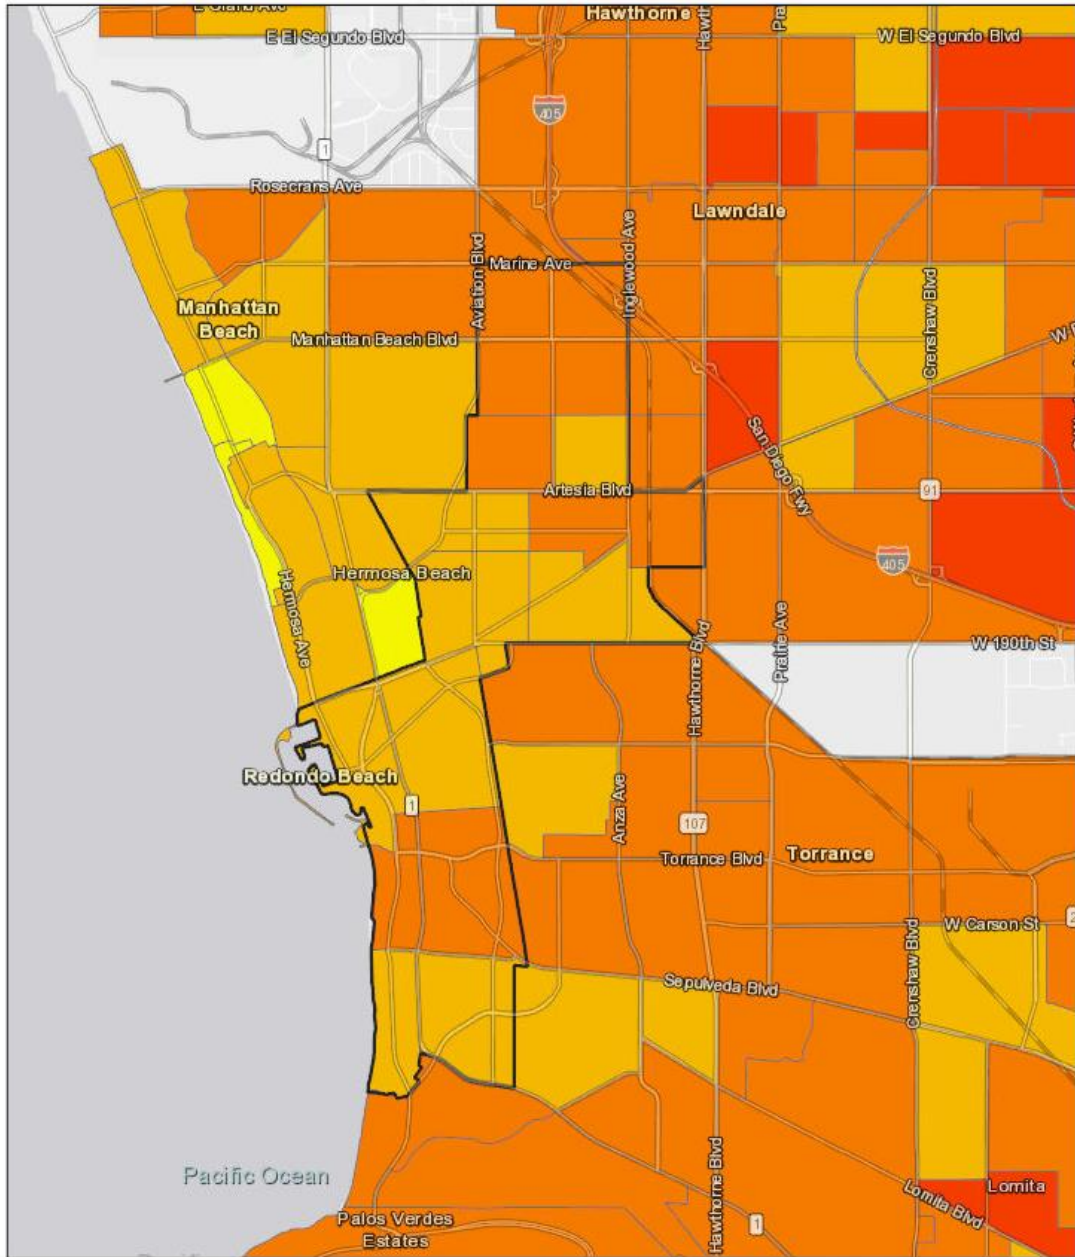 E Grand Ave
Hawthorne
E El Segundo Blvd
W El Segundo Blvd
405
1
Rosecrans Ave
Lawndale
Aviation Blvd
Inglewood Ave
Marine Ave
Crenshaw Blvd
Manhattan
Beach
Manhattan Beach Blvd
San Diego Fwy
Artesia Blvd
91
405
Hermosa Beach
Hermosa Ave
Hawthorne Blvd
Prairie Ave
W 190th St
Redondo Beach
1
Anza Ave
107
Torrance Blvd
Torrance
W Carson St
Crenshaw Blvd
Sepulveda Blvd
Pacific Ocean
Hawthorne Blvd
Lomita Blvd
Lomita
Palos Verdes
Estates
1